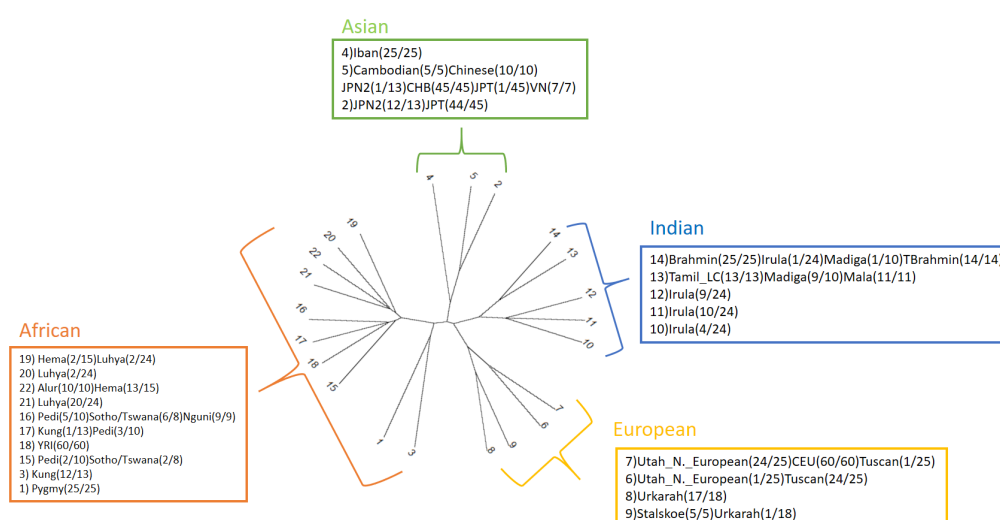 Asian
4)Iban(25/25)
5)Cambodian(5/5)Chinese(10/10)
JPN2(1/13)CHB(45/45)JPT(1/45)VN(7/7)
2)JPN2(12/13)JPT(44/45)
4
5
2
19
20
22
21
16
17
18
15
1
3
8
9
6
7
10
11
12
13
14
Indian
14)Brahmin(25/25)Irula(1/24)Madiga(1/10)TBrahmin(14/14)
13)Tamil_LC(13/13)Madiga(9/10)Mala(11/11)
12)Irula(9/24)
11)Irula(10/24)
10)Irula(4/24)
African
19) Hema(2/15)Luhya(2/24)
20) Luhya(2/24)
22) Alur(10/10)Hema(13/15)
21) Luhya(20/24)
16) Pedi(5/10)Sotho/Tswana(6/8)Nguni(9/9)
17) Kung(1/13)Pedi(3/10)
18) YRI(60/60)
15) Pedi(2/10)Sotho/Tswana(2/8)
3) Kung(12/13)
1) Pygmy(25/25)
European
7)Utah_N._European(24/25)CEU(60/60)Tuscan(1/25)
6)Utah_N._European(1/25)Tuscan(24/25)
8)Urkarah(17/18)
9)Stalskoe(5/5)Urkarah(1/18)